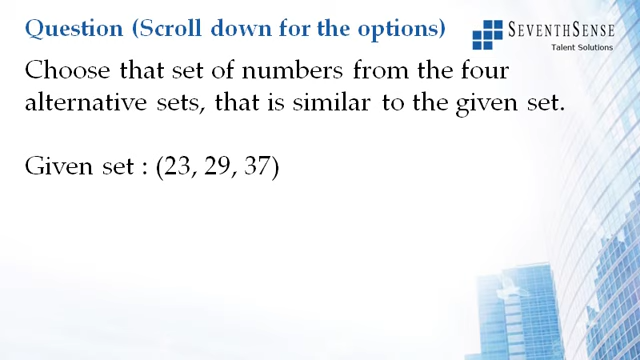 Question (Scroll down for the options)
SEVENTHSENSE
Talent Solutions
Choose that set of numbers from the four
alternative sets, that is similar to the given set.
Given set : (23, 29, 37)